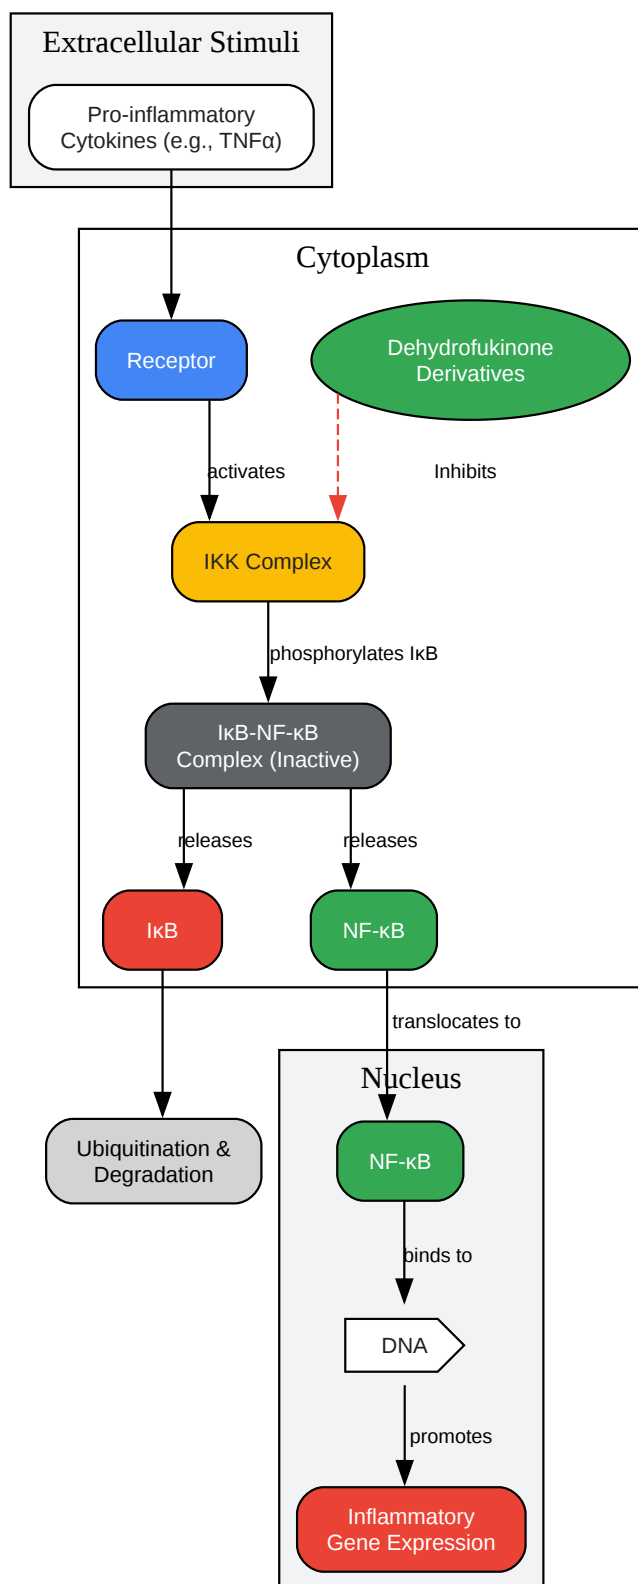 Extracellular Stimuli
Pro-inflammatory
Cytokines (e.g., TNFα)
Cytoplasm
Receptor
Dehydrofukinone
Derivatives
activates
Inhibits
IKK Complex
phosphorylates IκB
IκB-NF-κB
Complex (Inactive)
releases
releases
IκB
NF-κB
translocates to
Nucleus
Ubiquitination &
Degradation
NF-κB
binds to
DNA
promotes
Inflammatory
Gene Expression